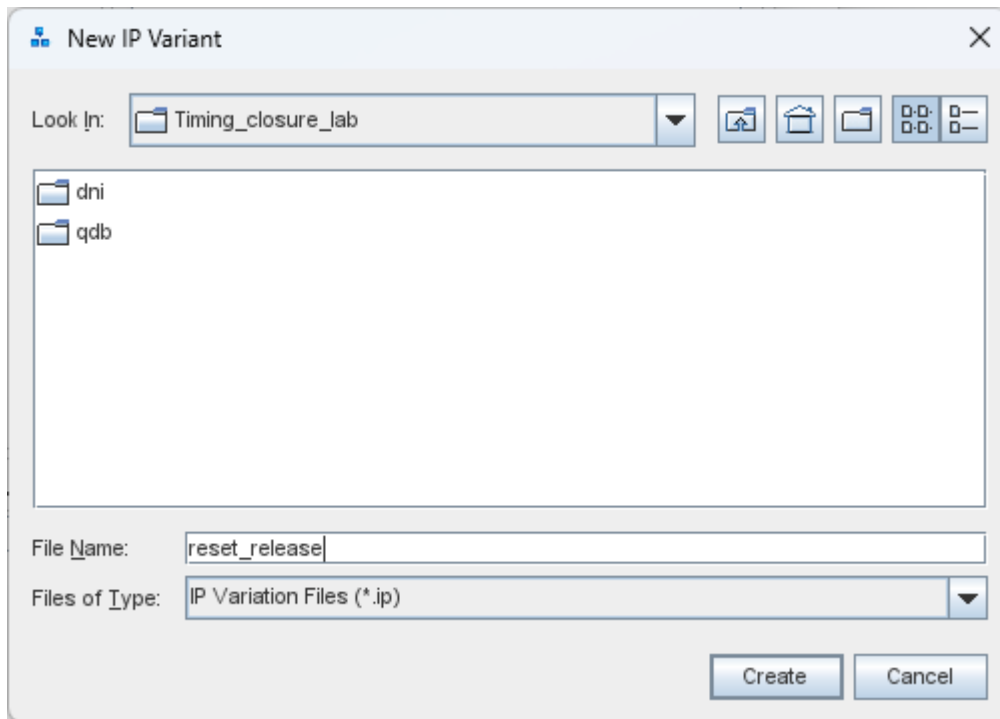 New IP Variant
Look In: Timing_closure_lab
dni
qdb
File Name: reset_release
Files of Type: IP Variation Files (*.ip)
Create Cancel